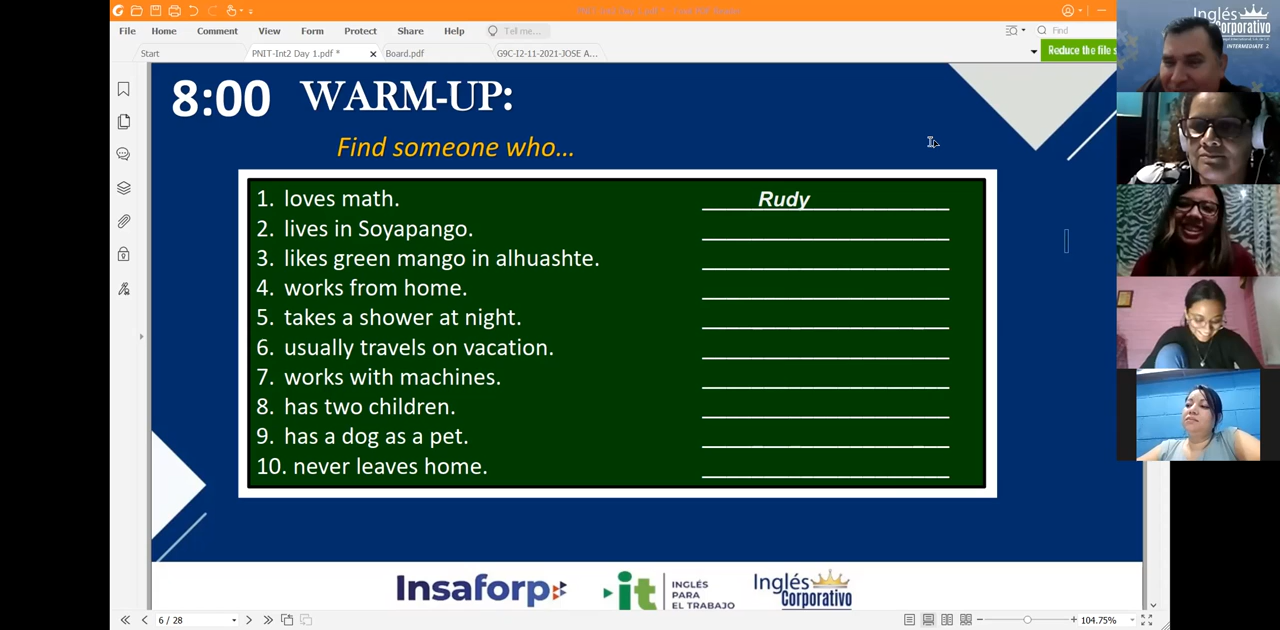 File Home Comment View Form Protect Share Help Tell me... Find
Start PNIT-Int2 Day 1.pdf * Board.pdf G9C-I2-11-2021-JOSE A... Reduce the file s
Inglés
Corporativo
INTERMEDIATE 2
8:00 WARM-UP:
Find someone who...
1. loves math. Rudy
2. lives in Soyapango.
3. likes green mango in alhuashte.
4. works from home.
5. takes a shower at night.
6. usually travels on vacation.
7. works with machines.
8. has two children.
9. has a dog as a pet.
10. never leaves home.
Insaforp it INGLÉS PARA EL TRABAJO Inglés Corporativo
6 / 28 104.75%